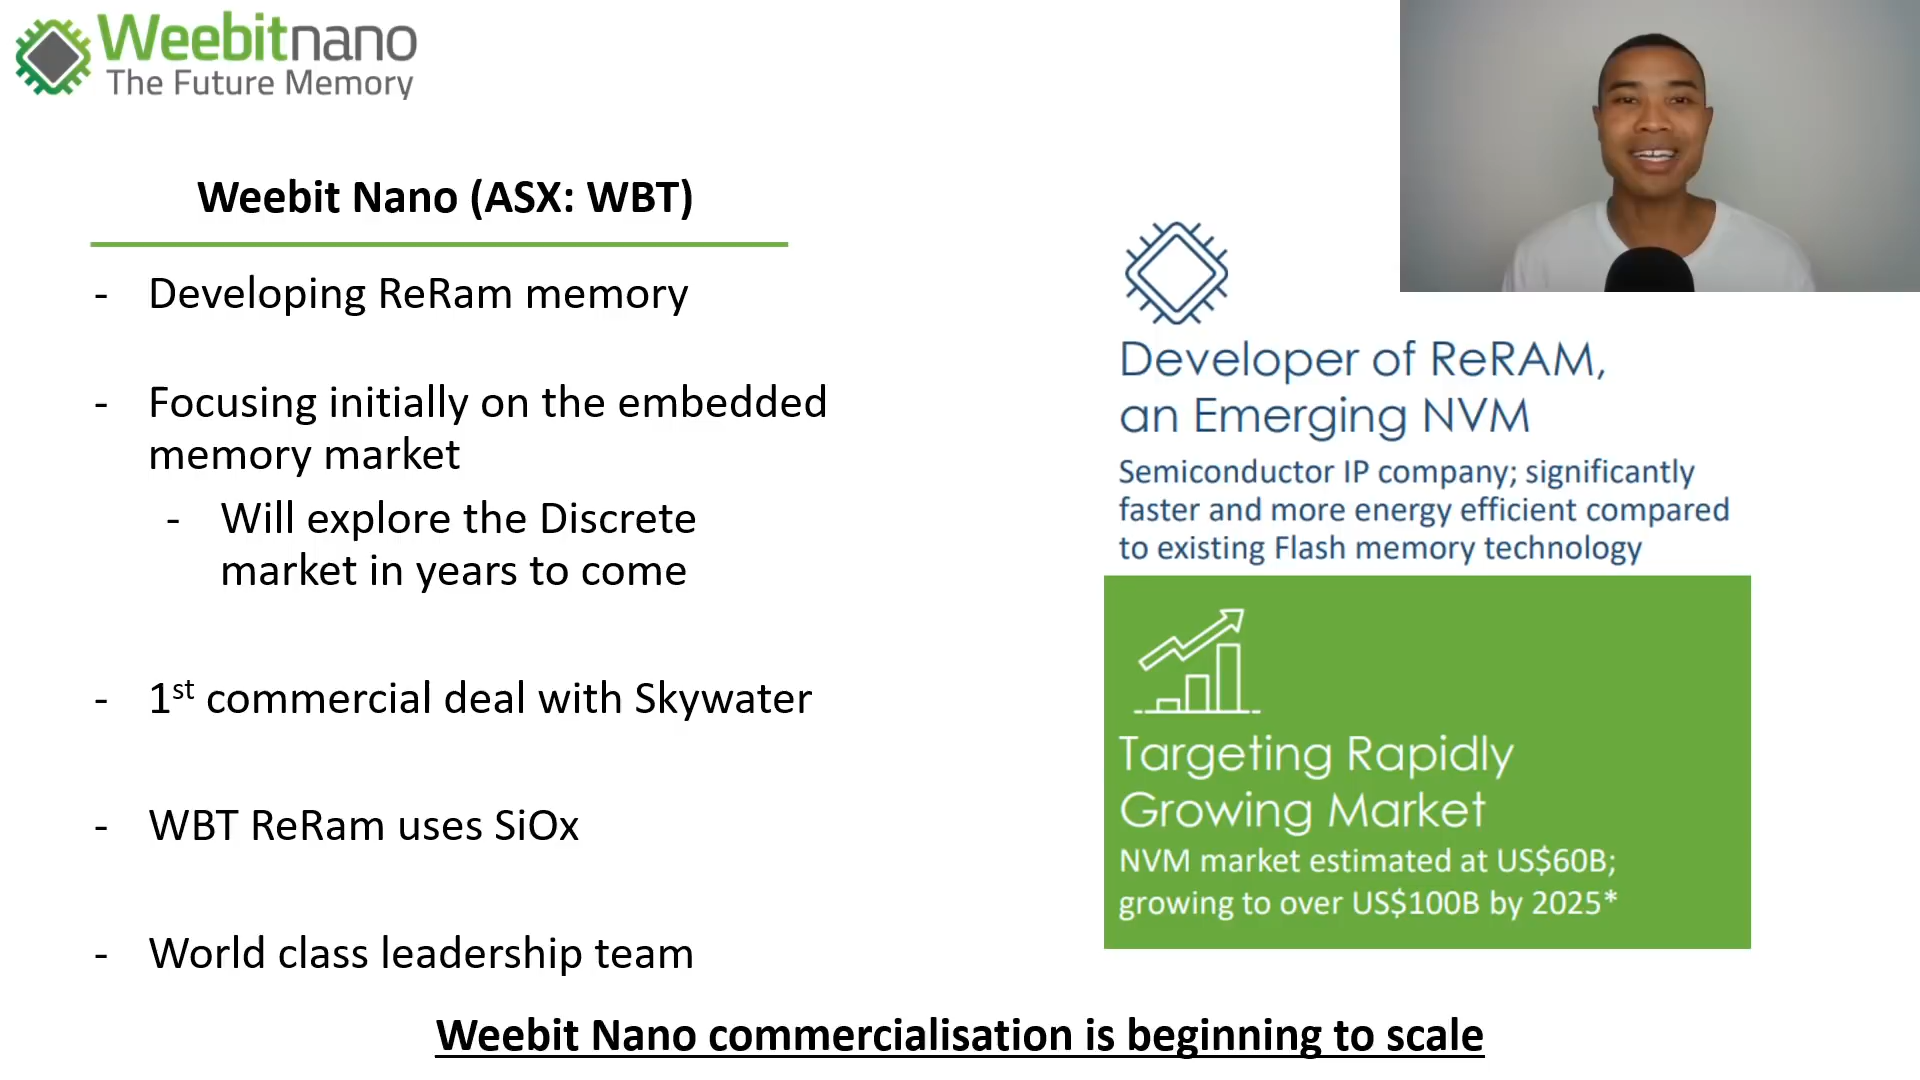 Weebitnano
The Future Memory
Weebit Nano (ASX: WBT)
- Developing ReRam memory
- Focusing initially on the embedded
memory market
- Will explore the Discrete
market in years to come
- 1st commercial deal with Skywater
- WBT ReRam uses SiOx
- World class leadership team
Developer of ReRAM,
an Emerging NVM
Semiconductor IP company; significantly
faster and more energy efficient compared
to existing Flash memory technology
Targeting Rapidly
Growing Market
NVM market estimated at US$60B;
growing to over US$100B by 2025*
Weebit Nano commercialisation is beginning to scale